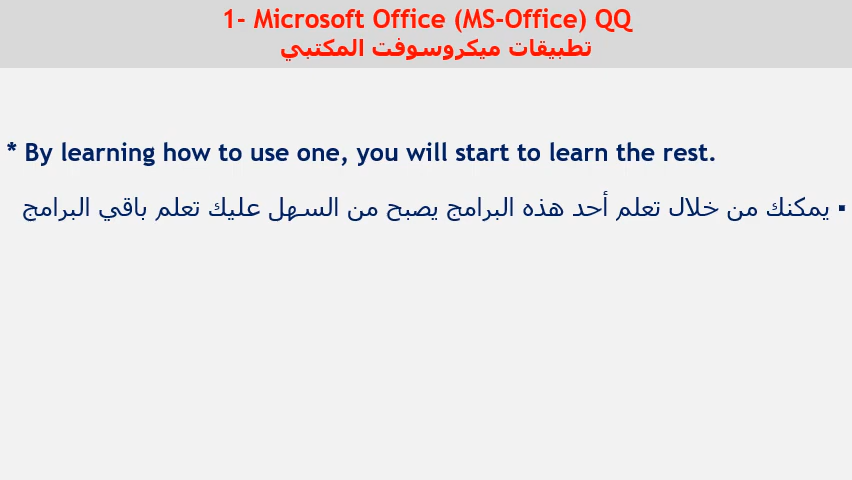 1- Microsoft Office (MS-Office) QQ
تطبيقات ميكروسوفت المكتبي
* By learning how to use one, you will start to learn the rest.
▪ يمكنك من خلال تعلم أحد هذه البرامج يصبح من السهل عليك تعلم باقي البرامج